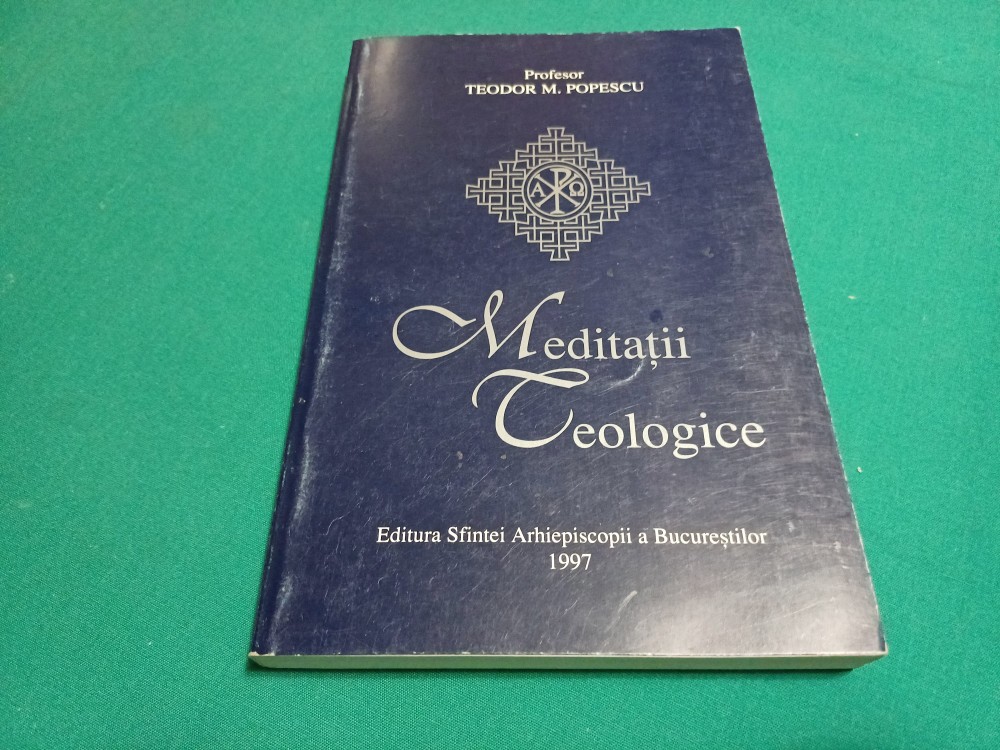 Profesor
TEODOR M. POPESCU
Α Ω
Meditații
Teologice
Editura Sfintei Arhiepiscopii a Bucureștilor
1997